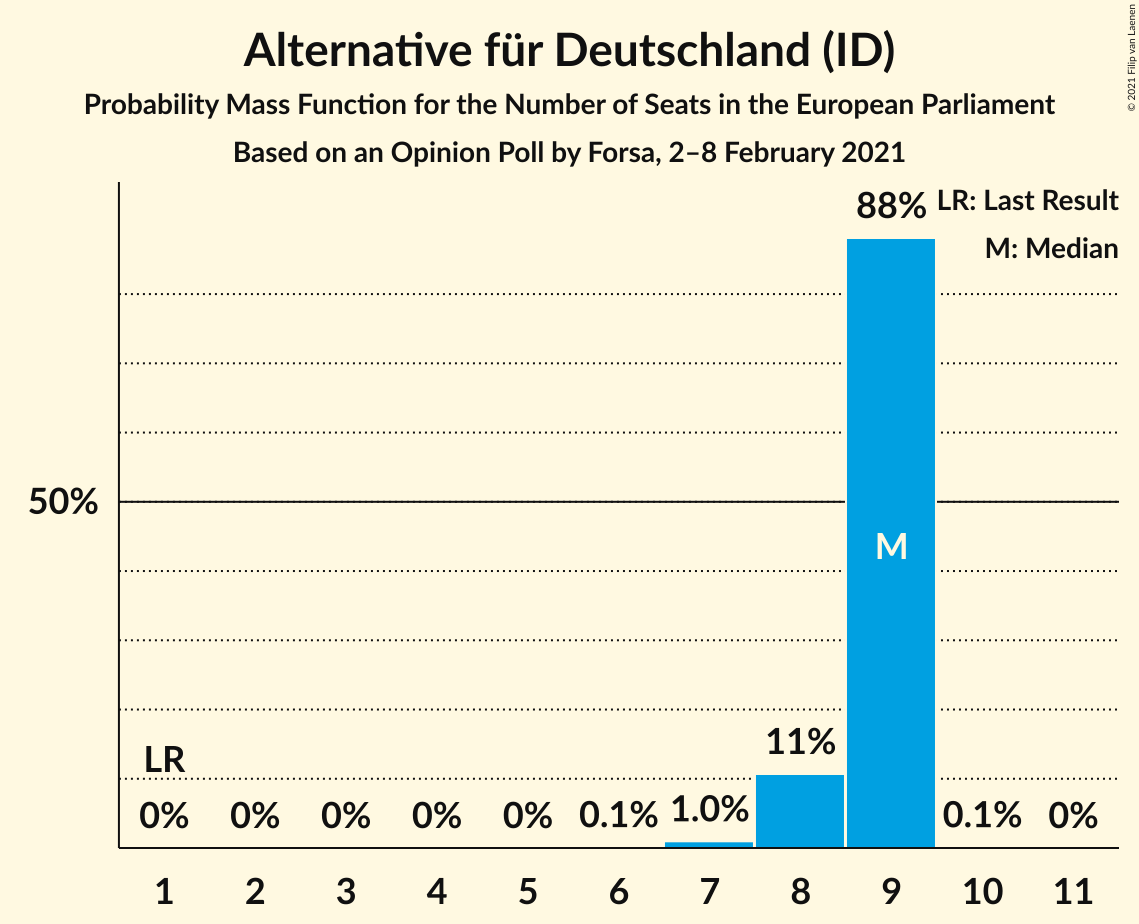 Alternative für Deutschland (ID)
Probability Mass Function for the Number of Seats in the European Parliament
Based on an Opinion Poll by Forsa, 2–8 February 2021
© 2021 Filip van Laenen
LR: Last Result
M: Median
88%
50%
M
11%
LR
0% 0% 0% 0% 0% 0.1% 1.0% 0.1% 0%
1 2 3 4 5 6 7 8 9 10 11